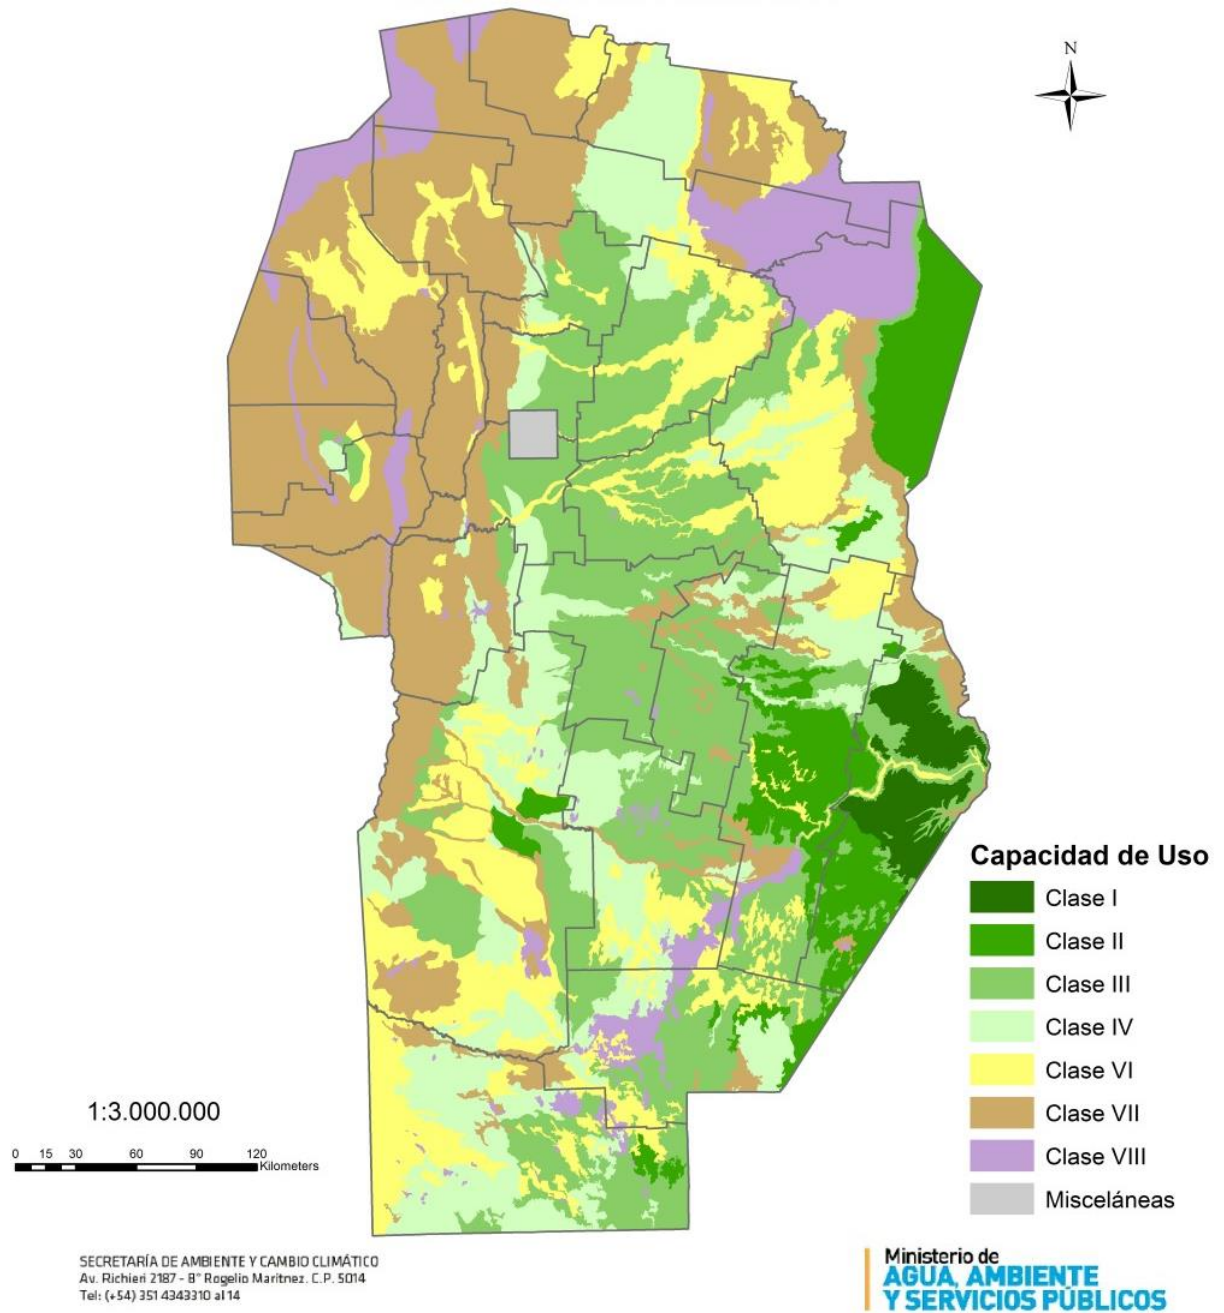 N
Capacidad de Uso
Clase I
Clase II
Clase III
Clase IV
Clase VI
Clase VII
Clase VIII
Misceláneas
1:3.000.000
0 15 30 60 90 120
Kilometers
SECRETARÍA DE AMBIENTE Y CAMBIO CLIMÁTICO
Av. Richieri 2187 - B° Rogelio Marítnez. C.P. 5014
Tel: (+54) 351 4343310 al 14
Ministerio de
AGUA, AMBIENTE
Y SERVICIOS PÚBLICOS